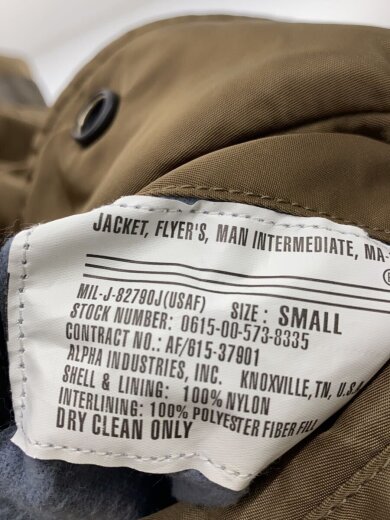 JACKET, FLYER'S, MAN INTERMEDIATE, MA-
MIL-J-82790J(USAF) SIZE: SMALL
STOCK NUMBER: 0615-00-573-8335
CONTRACT NO.: AF/615-37901
ALPHA INDUSTRIES, INC. KNOXVILLE, TN, U.S.A
SHELL & LINING: 100% NYLON
INTERLINING: 100% POLYESTER FIBER FILL
DRY CLEAN ONLY